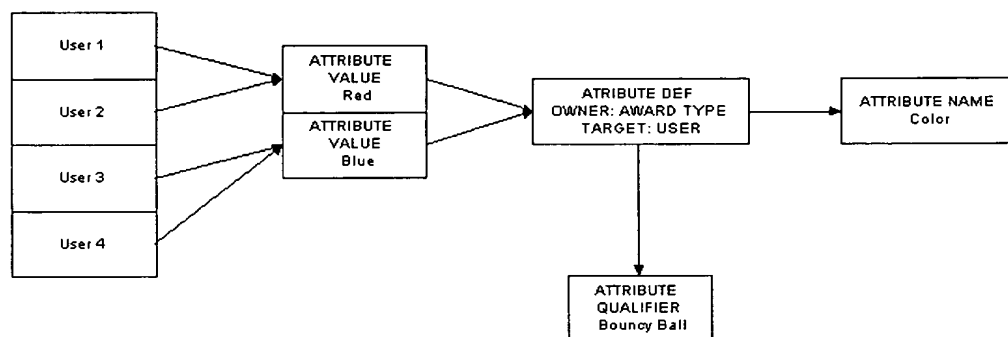 User 1
User 2
User 3
User 4
ATTRIBUTE
VALUE
Red
ATTRIBUTE
VALUE
Blue
ATRIBUTE DEF
OWNER: AWARD TYPE
TARGET: USER
ATTRIBUTE NAME
Color
ATTRIBUTE
QUALIFIER
Bouncy Ball